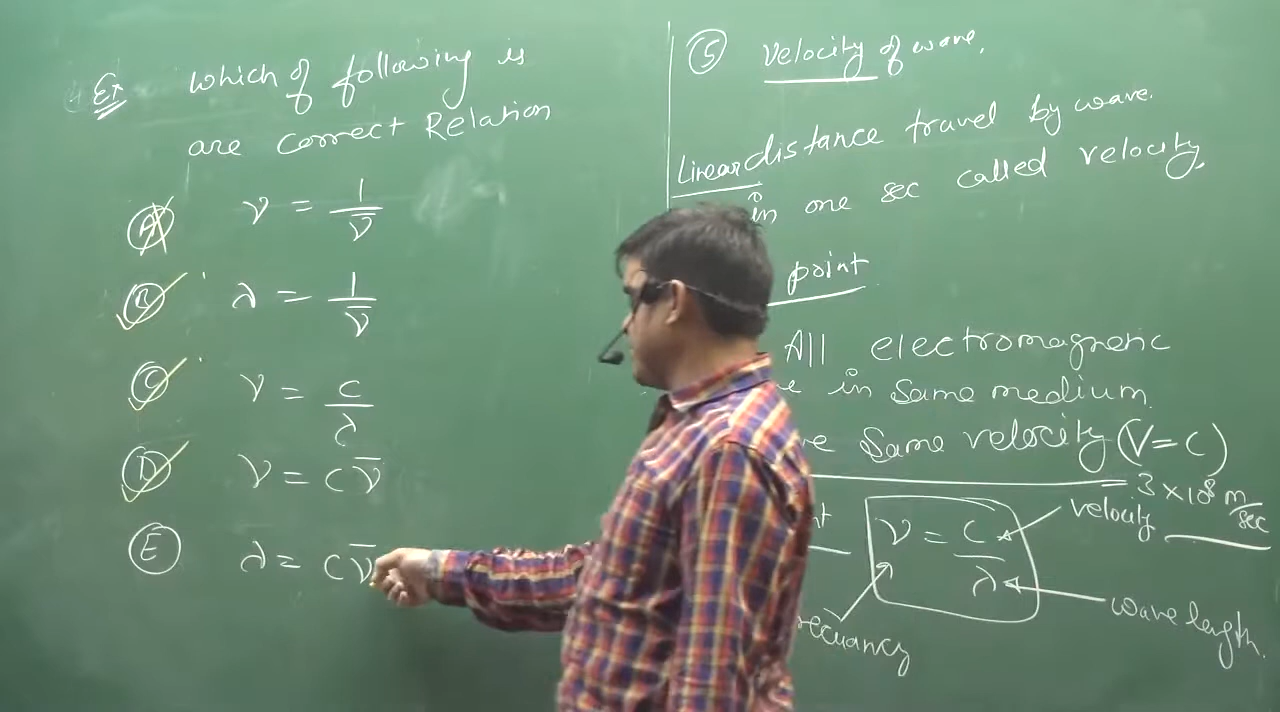 Ex which of following is
are correct Relation
A ν = 1/ν̅
B λ = 1/ν̅
C ν = c/λ
D ν = cν̅
E λ = cν̅
5 Velocity of wave.
Linear distance travel by wave.
in one sec called velocity,
point
All electromagnetic
in same medium.
same velocity (V=C)
3 × 10⁸ m/sec
ν = c/λ
velocity
wavelength.